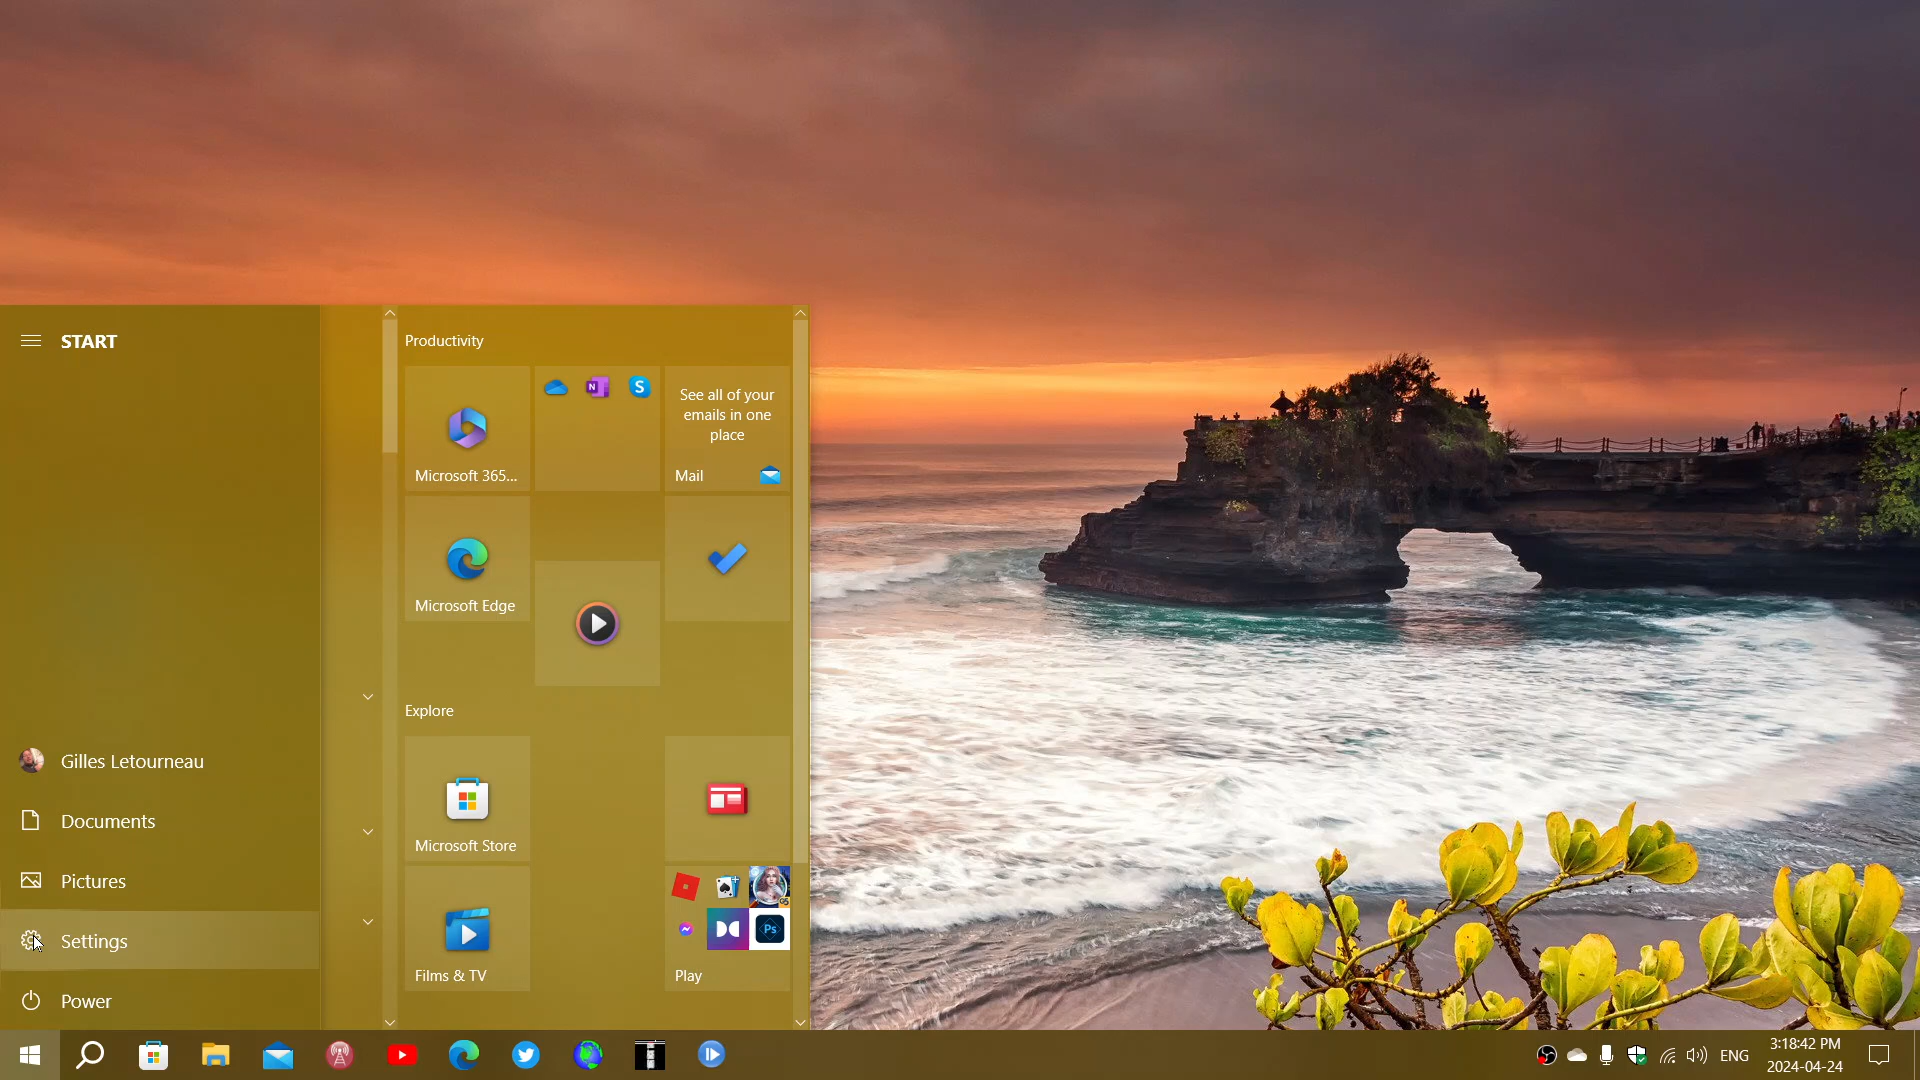 START
Productivity
Microsoft 365...
See all of your
emails in one
place
Mail
Microsoft Edge
Explore
Gilles Letourneau
Documents
Microsoft Store
Pictures
Settings
Films & TV
Play
Power
ENG
3:18:42 PM
2024-04-24